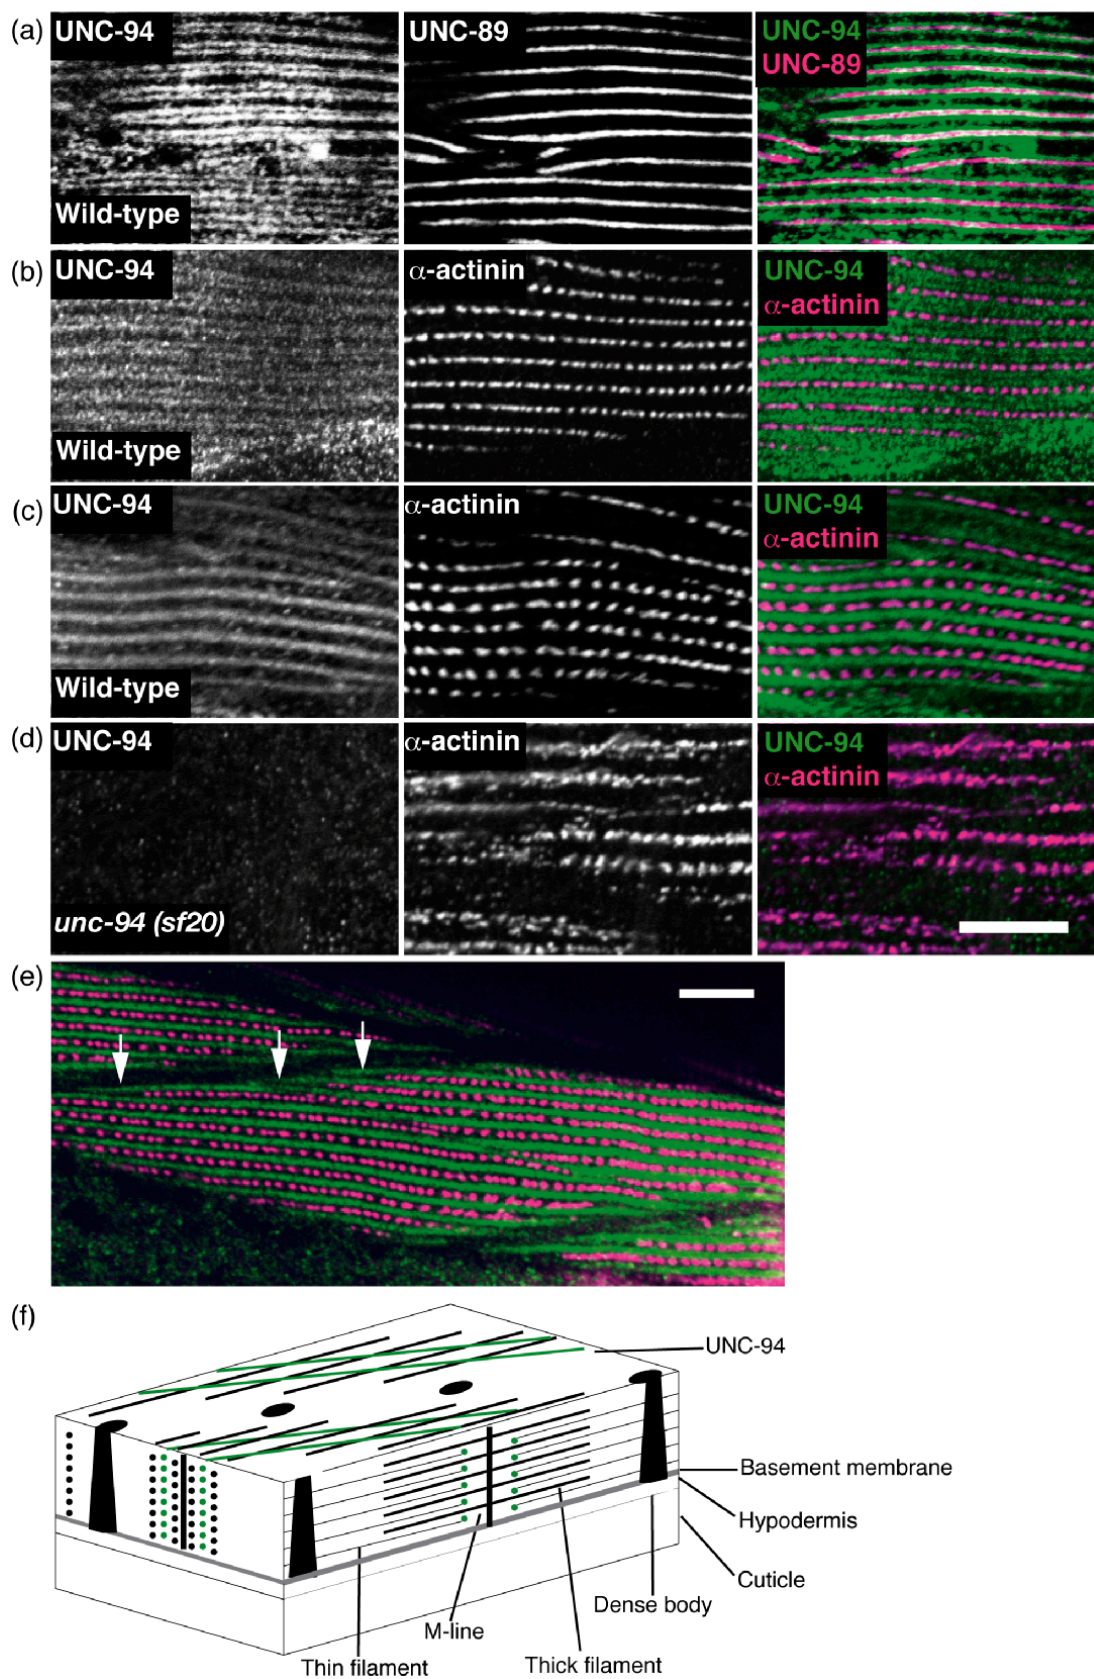 (a)
UNC-94
UNC-89
UNC-94
UNC-89
Wild-type
(b)
UNC-94
α-actinin
UNC-94
α-actinin
Wild-type
(c)
UNC-94
α-actinin
UNC-94
α-actinin
Wild-type
(d)
UNC-94
α-actinin
UNC-94
α-actinin
unc-94 (sf20)
(e)
(f)
UNC-94
Basement membrane
Hypodermis
Cuticle
Dense body
M-line
Thick filament
Thin filament